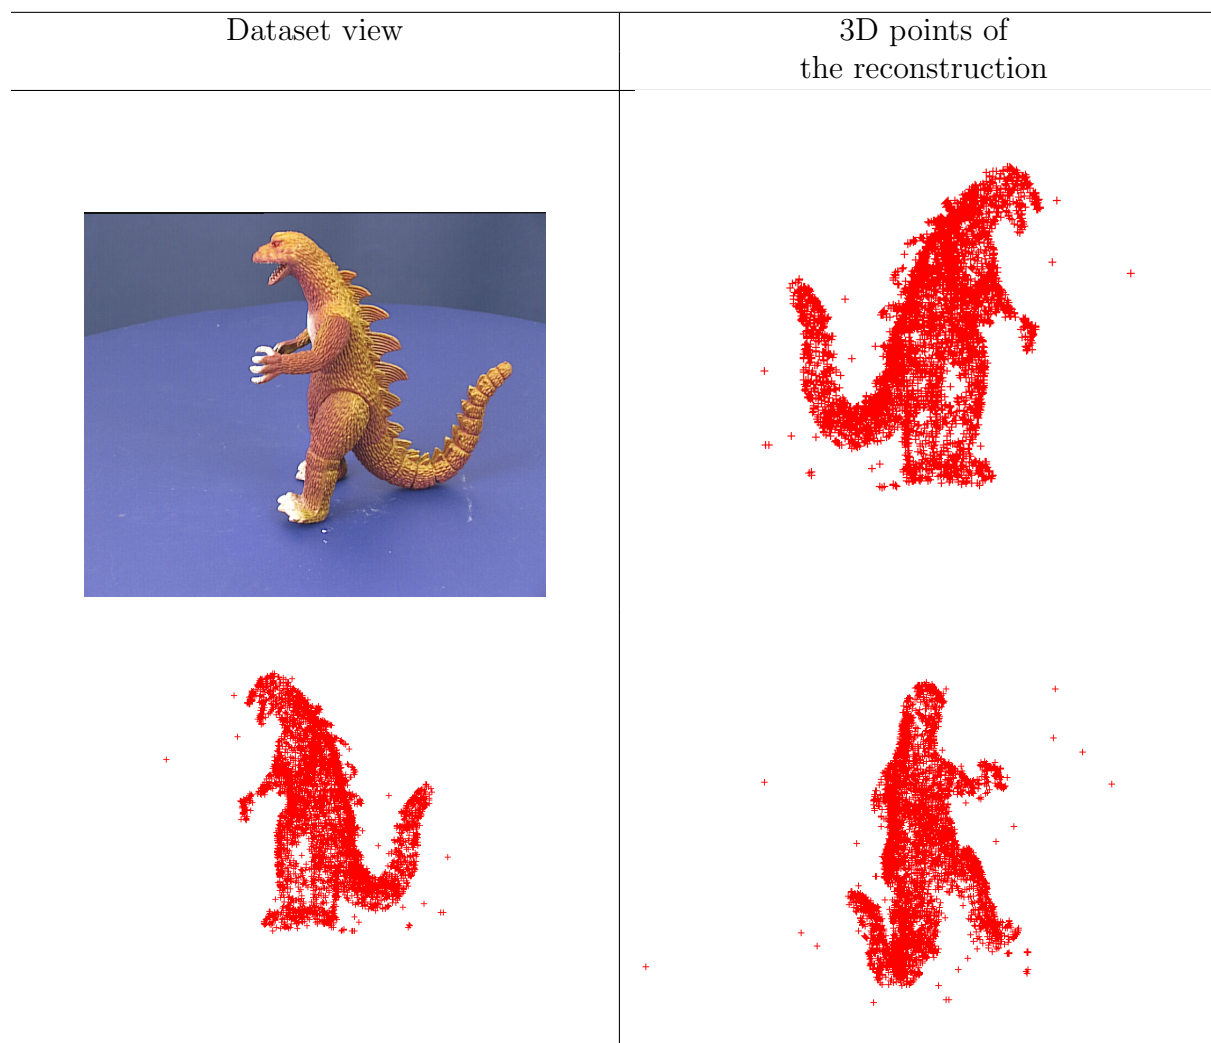 Dataset view
3D points of
the reconstruction